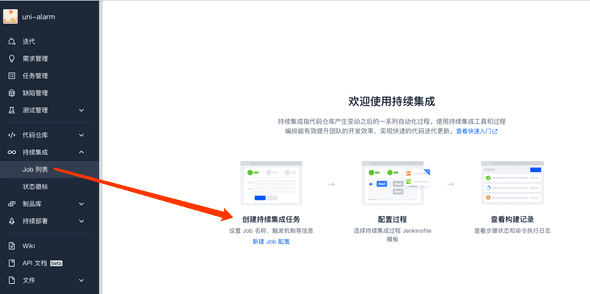 uni-alarm
迭代
需求管理
任务管理
缺陷管理
测试管理
代码仓库
持续集成
Job 列表
状态徽标
制品库
持续部署
Wiki
API 文档 Beta
文件
欢迎使用持续集成
持续集成指代码仓库产生变动之后的一系列自动化过程。使用持续集成工具和过程
编排能有效提升团队的开发效率，实现快速的代码迭代更新。查看快速入门
创建持续集成任务
设置 Job 名称、触发机制等信息
新建 Job 配置
配置过程
选择持续集成过程 Jenkinsfile
模板
查看构建记录
查看步骤状态和命令执行日志